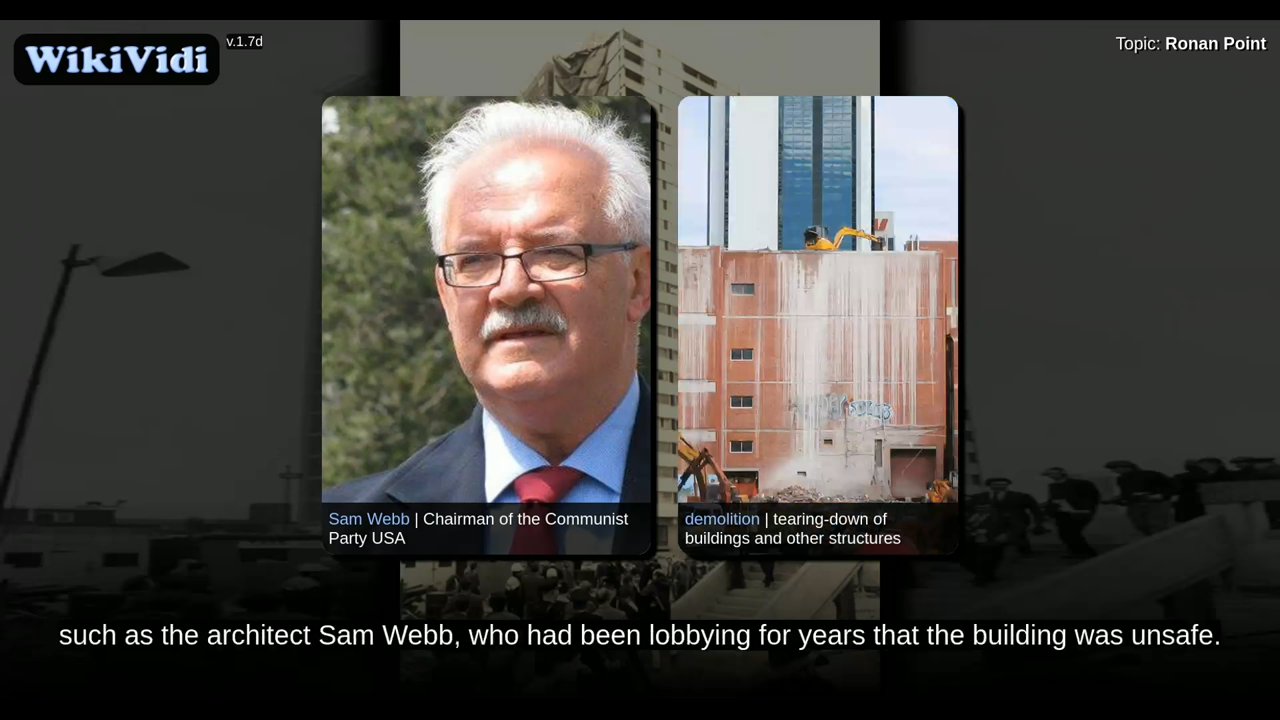 WikiVidi
v.1.7d
Topic: Ronan Point
Sam Webb | Chairman of the Communist
Party USA
demolition | tearing-down of
buildings and other structures
such as the architect Sam Webb, who had been lobbying for years that the building was unsafe.